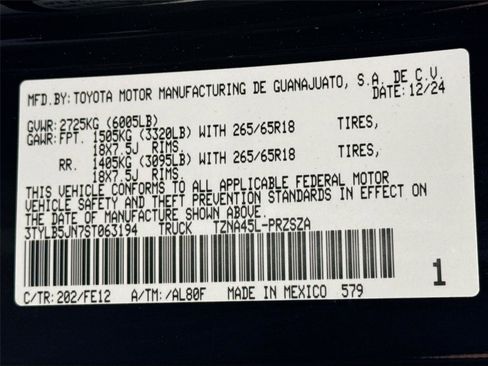 MFD.BY: TOYOTA MOTOR MANUFACTURING DE GUANAJUATO, S.A. DE C.V.
DATE: 12/24
GVWR: 2725KG (6005LB)
GAWR: FPT. 1505KG (3320LB) WITH 265/65R18 TIRES,
18X7.5J RIMS.
RR. 1405KG (3095LB) WITH 265/65R18 TIRES,
18X7.5J RIMS.
THIS VEHICLE CONFORMS TO ALL APPLICABLE FEDERAL MOTOR
VEHICLE SAFETY AND THEFT PREVENTION STANDARDS IN EFFECT ON
THE DATE OF MANUFACTURE SHOWN ABOVE.
3TYLB5JN7ST063194 TRUCK TZNA45L-PRZSZA
1
C/TR: 202/FE12 A/TM: /AL80F MADE IN MEXICO 579